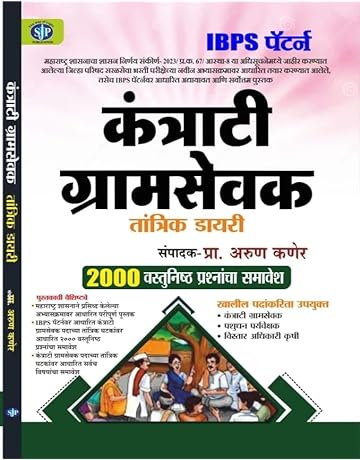 SJP
IBPS पॅटर्न
महाराष्ट्र शासनाचा शासन निर्णय संकीर्ण- 2023/ प्र.क. 67/ आस्था-8 या अधिसूचनेमध्ये जाहीर करण्यात
आलेल्या जिल्हा परिषद सरळसेवा भरती परीक्षेच्या नवीन अभ्यासक्रमावर आधारित तयार करण्यात आलेले,
तसेच IBPS पॅटर्नवर आधारित अद्ययावत आणि सर्वोत्तम पुस्तक
कंत्राटी
ग्रामसेवक
तांत्रिक डायरी
संपादक-प्रा. अरुण कणेर
2000 वस्तुनिष्ठ प्रश्नांचा समावेश
पुस्तकाची वैशिष्ट्ये
• महाराष्ट्र शासनाने प्रसिध्द केलेल्या
अभ्यासक्रमावर आधारित परीपूर्ण पुस्तक
• IBPS पॅटर्नवर आधारित कंत्राटी
ग्रामसेवक पदाच्या तांत्रिक घटकांवर
आधारित २००० वस्तुनिष्ठ
प्रश्नांचा समावेश
• कंत्राटी ग्रामसेवक पदाच्या तांत्रिक
घटकांवर आधारित सर्वच
विषयांचा समावेश
खालील पदांकरिता उपयुक्त
• कंत्राटी ग्रामसेवक
• पशुधन पर्यवेक्षक
• विस्तार अधिकारी कृषी
SJP
कंत्राटी ग्रामसेवक तांत्रिक डायरी
प्रा. अरुण कणेर
SJP